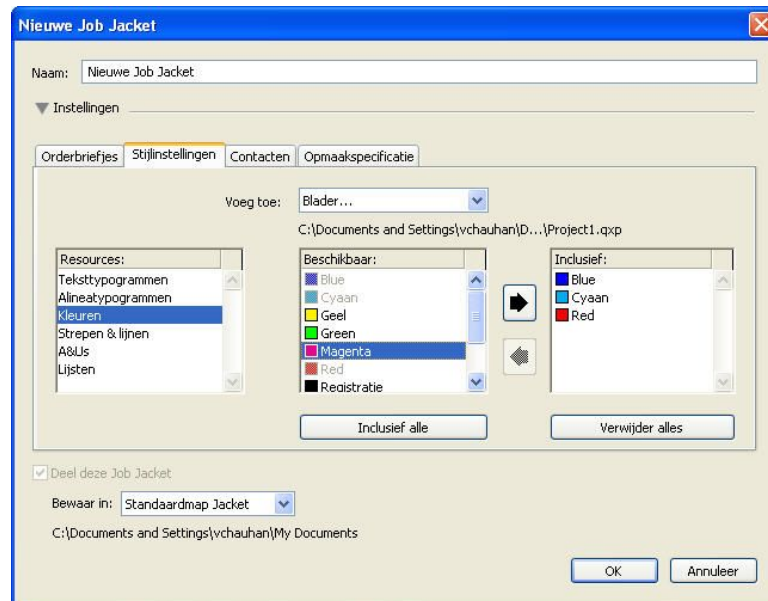 Nieuwe Job Jacket
Naam: Nieuwe Job Jacket
Instellingen
Orderbriefjes Stijlinstellingen Contacten Opmaakspecificatie
Voeg toe: Blader...
C:\Documents and Settings\vchauhan\D...\Project1.qxp
Resources:
Teksttypogrammen
Alineatypogrammen
Kleuren
Strepen & lijnen
A&Us
Lijsten
Beschikbaar:
Blue
Cyaan
Geel
Green
Magenta
Red
Registratie
Inclusief:
Blue
Cyaan
Red
Inclusief alle
Verwijder alles
Deel deze Job Jacket
Bewaar in: Standaardmap Jacket
C:\Documents and Settings\vchauhan\My Documents
OK Annuleer